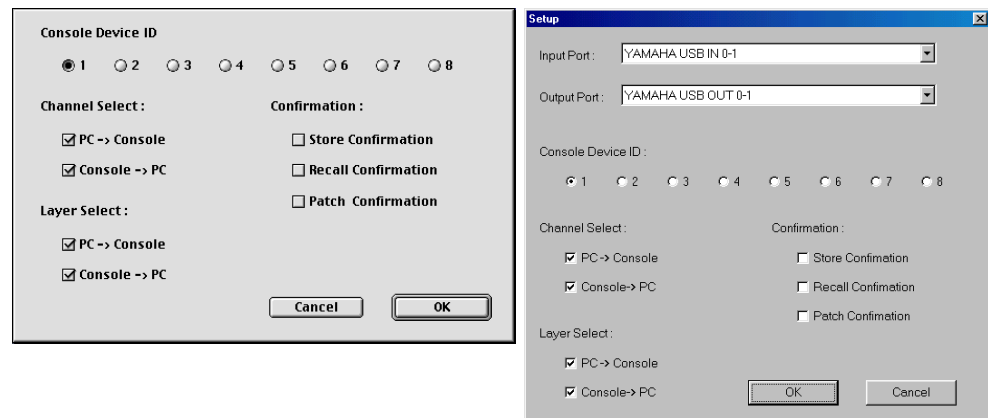 Console Device ID
1 2 3 4 5 6 7 8
Channel Select :
PC -> Console
Console -> PC
Confirmation :
Store Confirmation
Recall Confirmation
Patch Confirmation
Layer Select :
PC -> Console
Console -> PC
Cancel OK
Setup
Input Port : YAMAHA USB IN 0-1
Output Port : YAMAHA USB OUT 0-1
Console Device ID :
1 2 3 4 5 6 7 8
Channel Select :
PC -> Console
Console-> PC
Confirmation :
Store Confimation
Recall Confimation
Patch Confimation
Layer Select :
PC -> Console
Console-> PC
OK Cancel